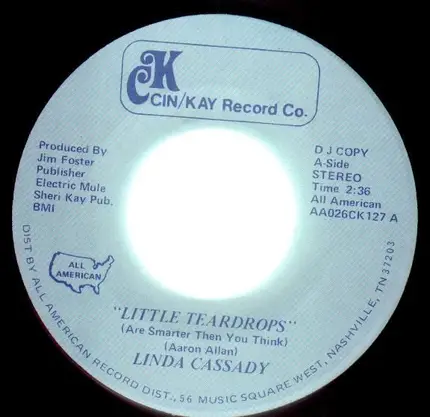 CK
CIN/KAY Record Co.
Produced By
Jim Foster
Publisher
Electric Mule
Sheri Kay Pub.
BMI
D J COPY
A-Side
STEREO
Time 2:36
All American
AA026CK127 A
ALL
AMERICAN
"LITTLE TEARDROPS"
(Are Smarter Then You Think)
(Aaron Allan)
LINDA CASSADY
DIST BY ALL AMERICAN RECORD DIST., 56 MUSIC SQUARE WEST, NASHVILLE, TN 37203